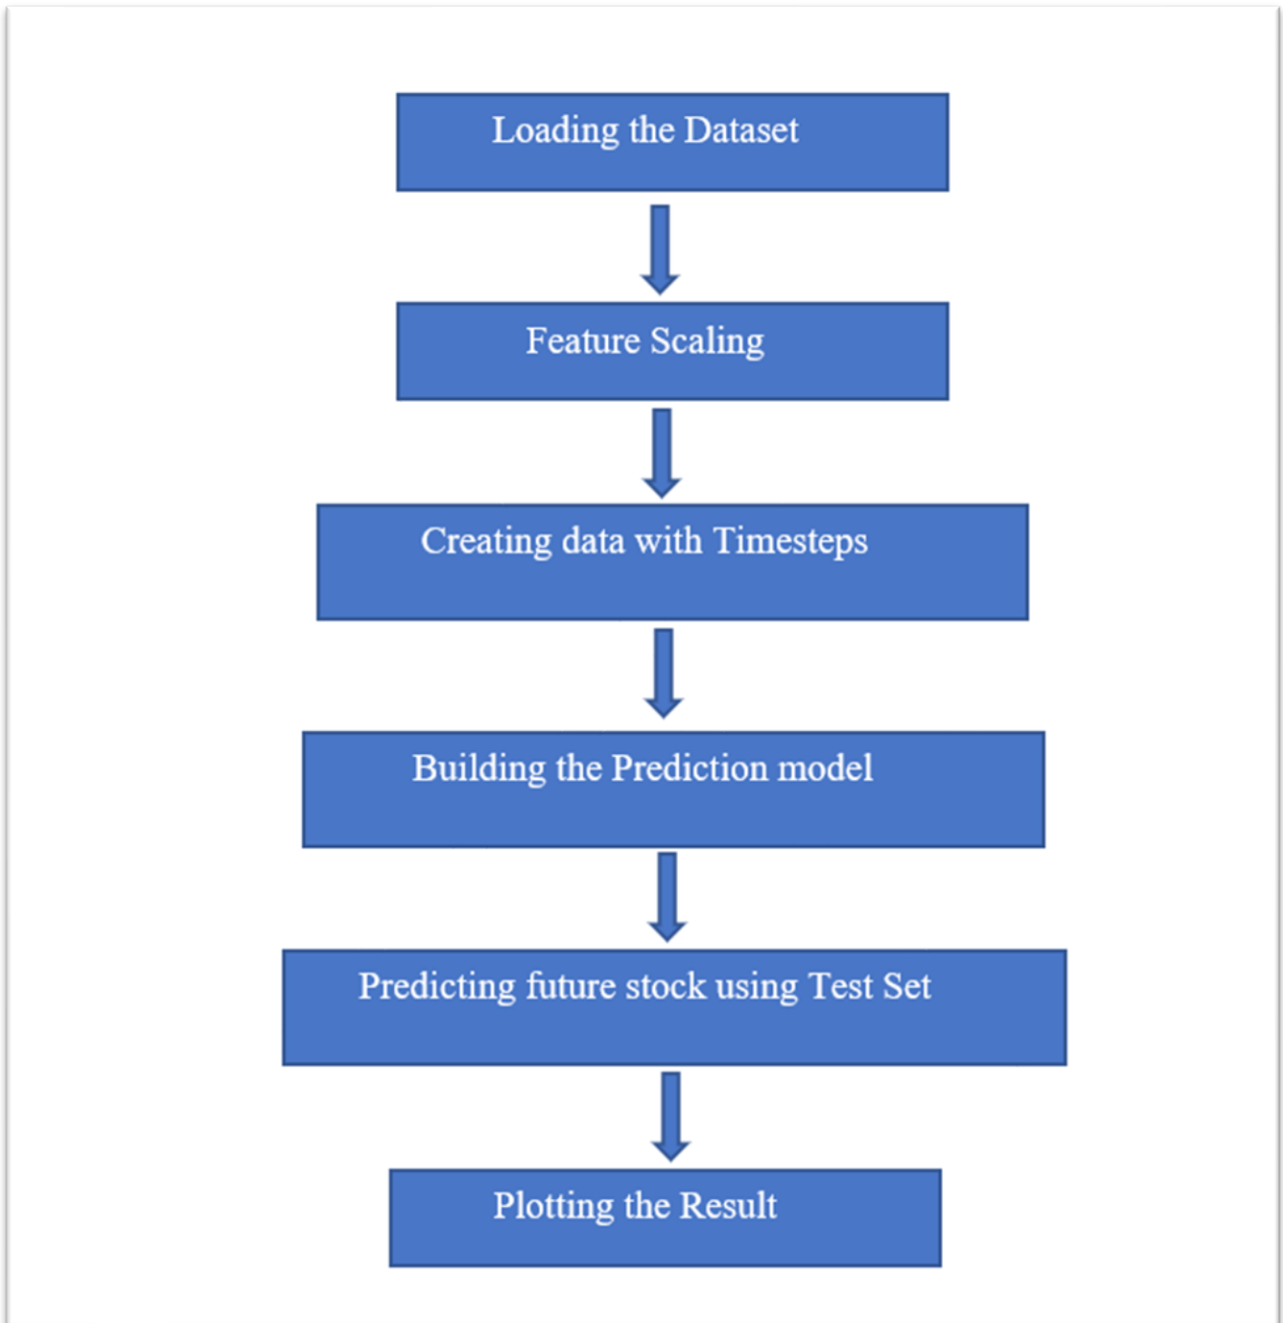 Loading the Dataset
Feature Scaling
Creating data with Timesteps
Building the Prediction model
Predicting future stock using Test Set
Plotting the Result